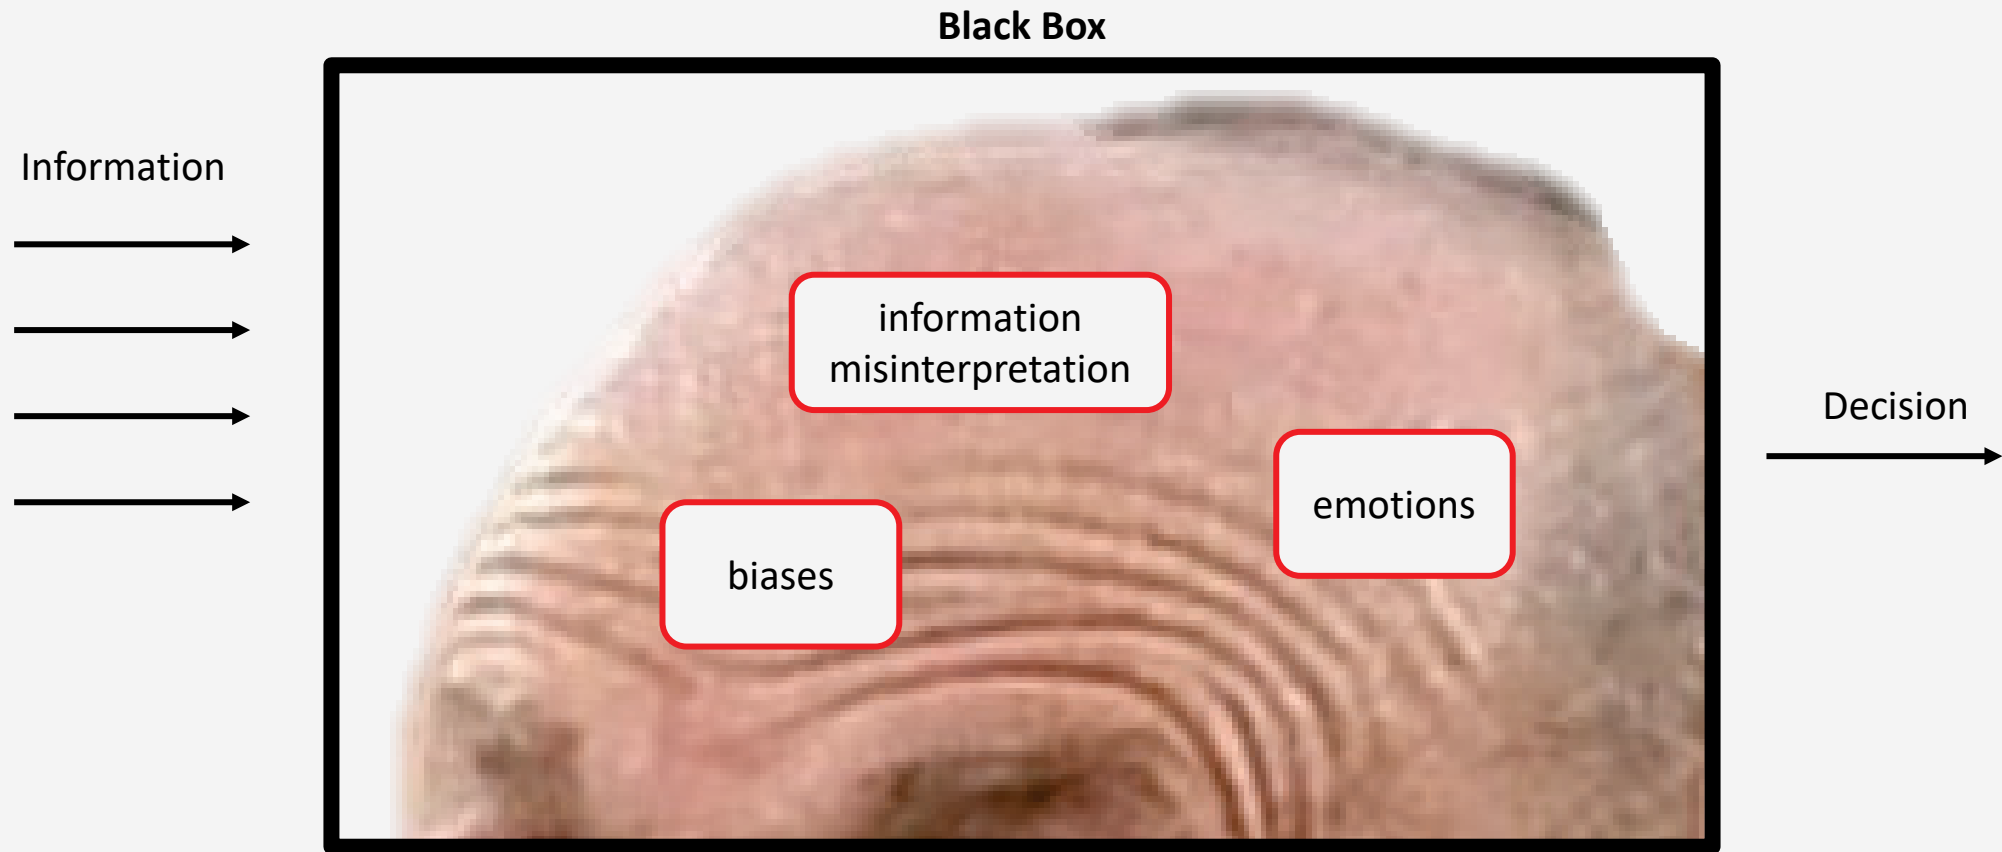 Black Box
Information
information
misinterpretation
Decision
emotions
biases